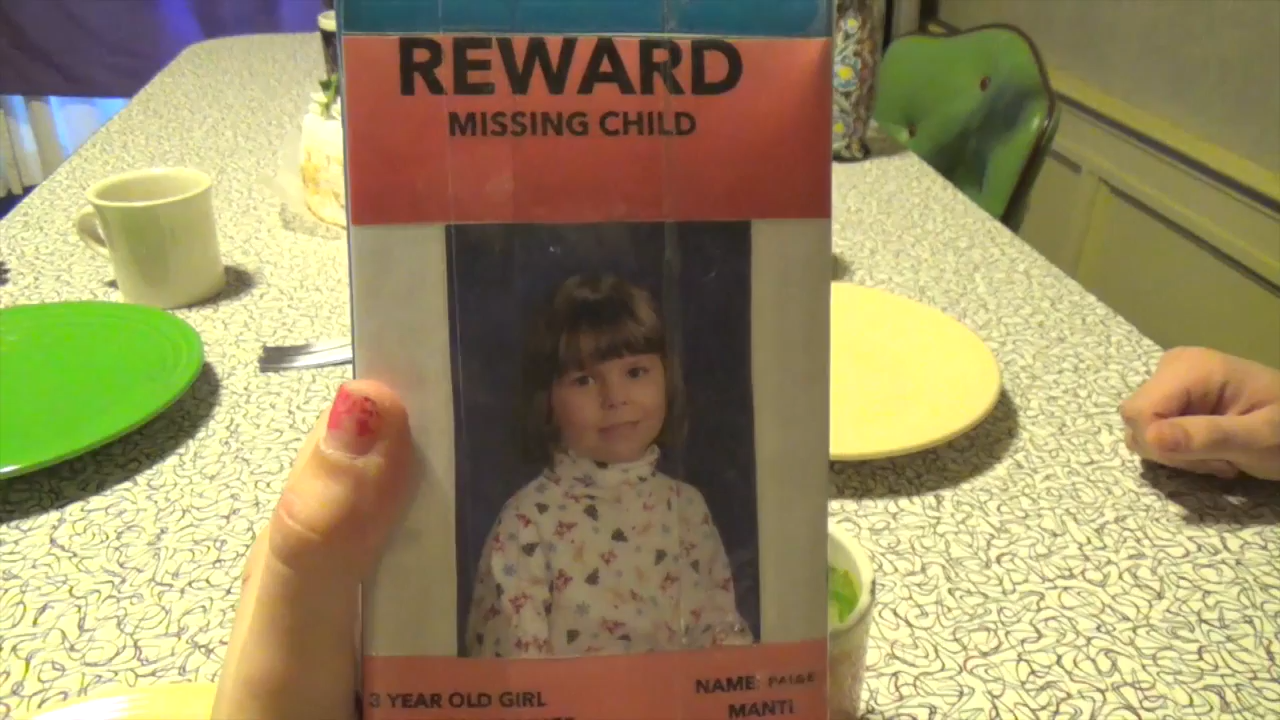 REWARD
MISSING CHILD
3 YEAR OLD GIRL
NAME: PAIGE
MANTI